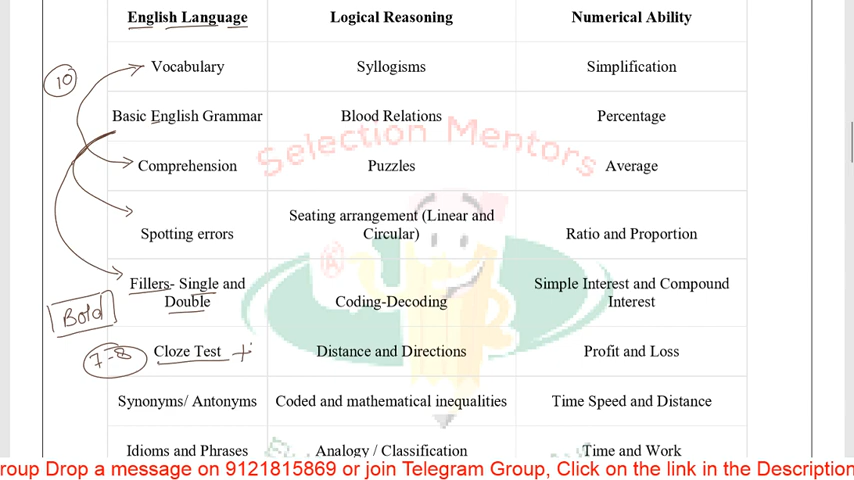 English Language Logical Reasoning Numerical Ability
10 Vocabulary Syllogisms Simplification
Basic English Grammar Blood Relations Percentage
Selection Mentors
Comprehension Puzzles Average
Seating arrangement (Linear and
Spotting errors Circular) Ratio and Proportion
Fillers- Single and Simple Interest and Compound
Bold Double Coding-Decoding Interest
7-8 Cloze Test + Distance and Directions Profit and Loss
Synonyms/ Antonyms Coded and mathematical inequalities Time Speed and Distance
Idioms and Phrases Analogy / Classification Time and Work
roup Drop a message on 9121815869 or join Telegram Group, Click on the link in the Description